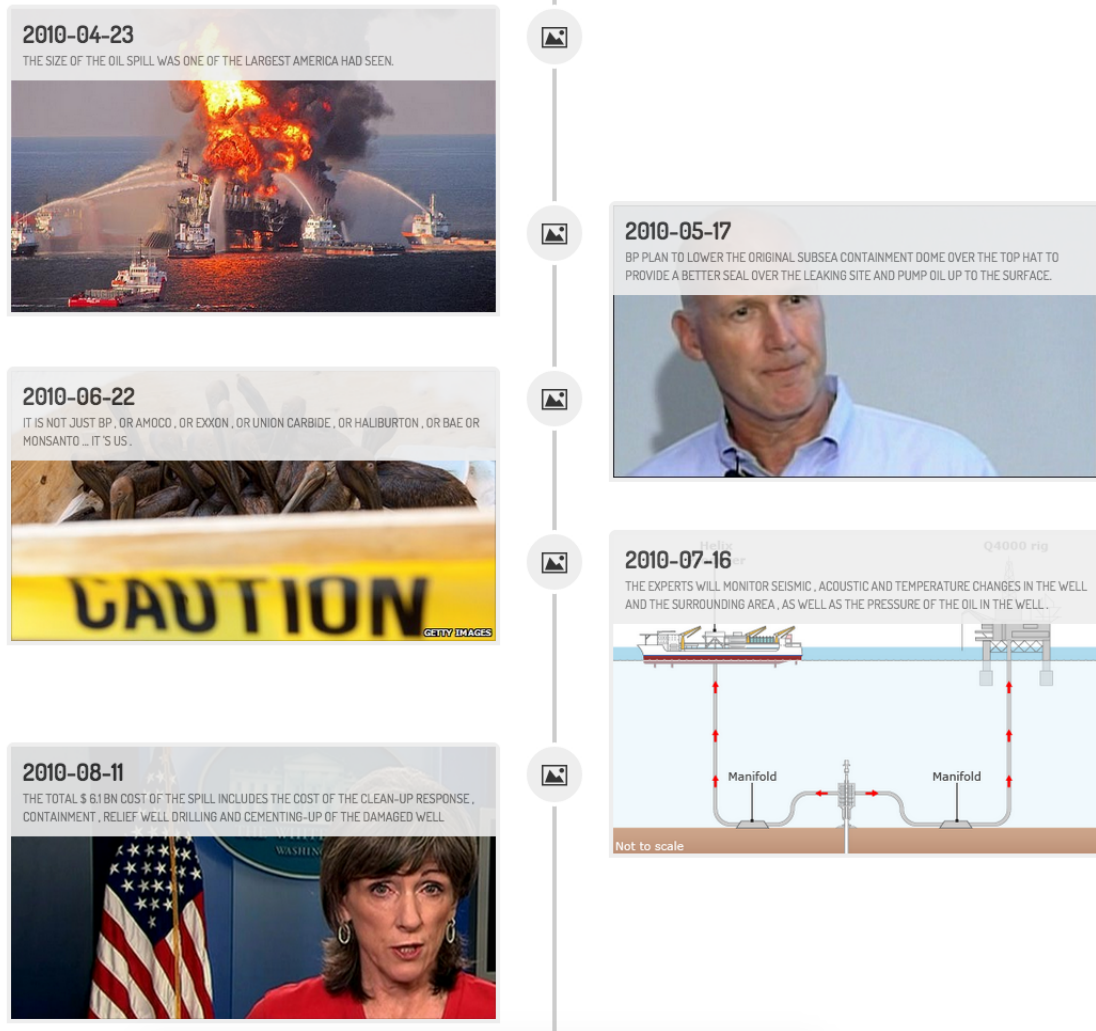 2010-04-23
THE SIZE OF THE OIL SPILL WAS ONE OF THE LARGEST AMERICA HAD SEEN.
2010-05-17
BP PLAN TO LOWER THE ORIGINAL SUBSEA CONTAINMENT DOME OVER THE TOP HAT TO
PROVIDE A BETTER SEAL OVER THE LEAKING SITE AND PUMP OIL UP TO THE SURFACE.
2010-06-22
IT IS NOT JUST BP , OR AMOCO , OR EXXON , OR UNION CARBIDE , OR HALIBURTON , OR BAE OR
MONSANTO ... IT 'S US .
CAUTION
GETTY IMAGES
Helix
Q4000 rig
2010-07-16
THE EXPERTS WILL MONITOR SEISMIC , ACOUSTIC AND TEMPERATURE CHANGES IN THE WELL
AND THE SURROUNDING AREA , AS WELL AS THE PRESSURE OF THE OIL IN THE WELL .
Manifold
Manifold
Not to scale
2010-08-11
THE TOTAL $ 6.1 BN COST OF THE SPILL INCLUDES THE COST OF THE CLEAN-UP RESPONSE ,
CONTAINMENT , RELIEF WELL DRILLING AND CEMENTING-UP OF THE DAMAGED WELL